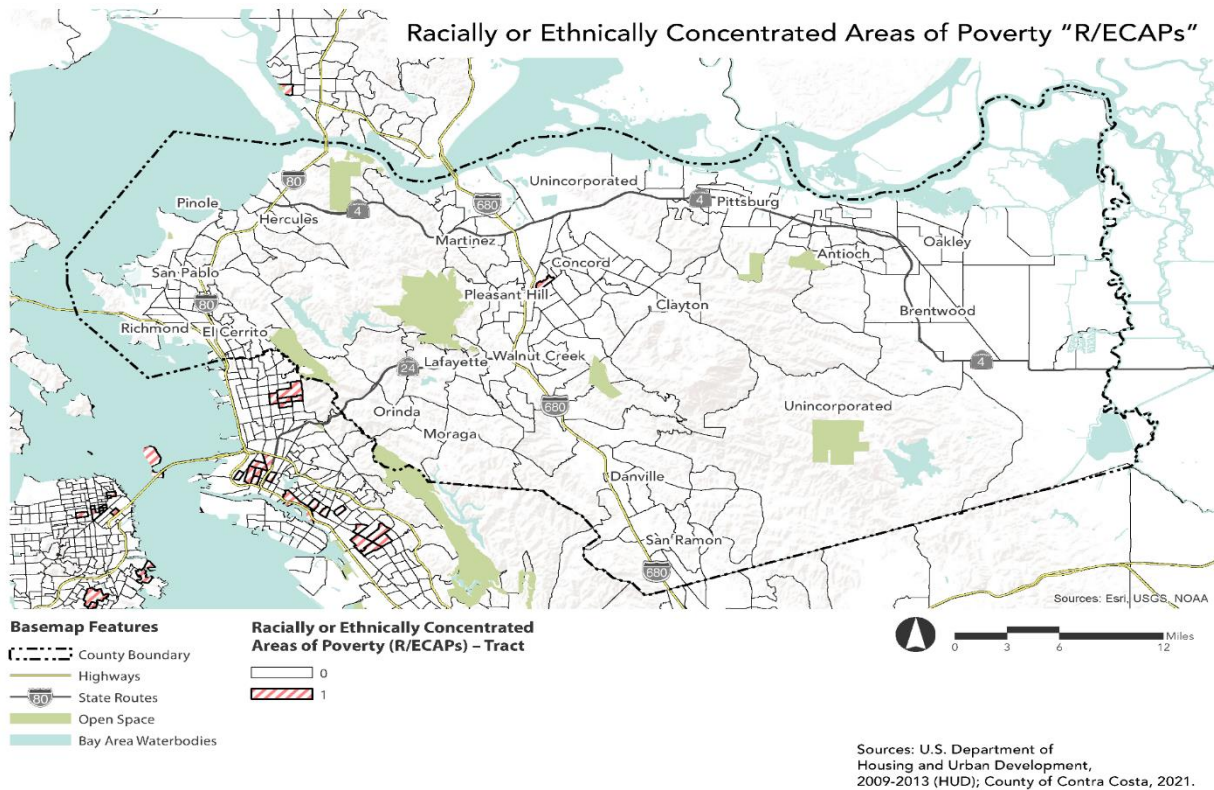 Racially or Ethnically Concentrated Areas of Poverty “R/ECAPs”
80
Unincorporated
Pinole
4
Pittsburg
680
Hercules
4
Martinez
Oakley
Antioch
Concord
San Pablo
80
Pleasant Hill
Clayton
Brentwood
Richmond
El Cerrito
Lafayette
Walnut Creek
4
24
Orinda
680
Unincorporated
Moraga
Danville
San Ramon
680
Sources: Esri, USGS, NOAA
Basemap Features
County Boundary
Highways
80 State Routes
Open Space
Bay Area Waterbodies
Racially or Ethnically Concentrated
Areas of Poverty (R/ECAPs) – Tract
0
1
Miles
0 3 6 12
Sources: U.S. Department of
Housing and Urban Development,
2009-2013 (HUD); County of Contra Costa, 2021.